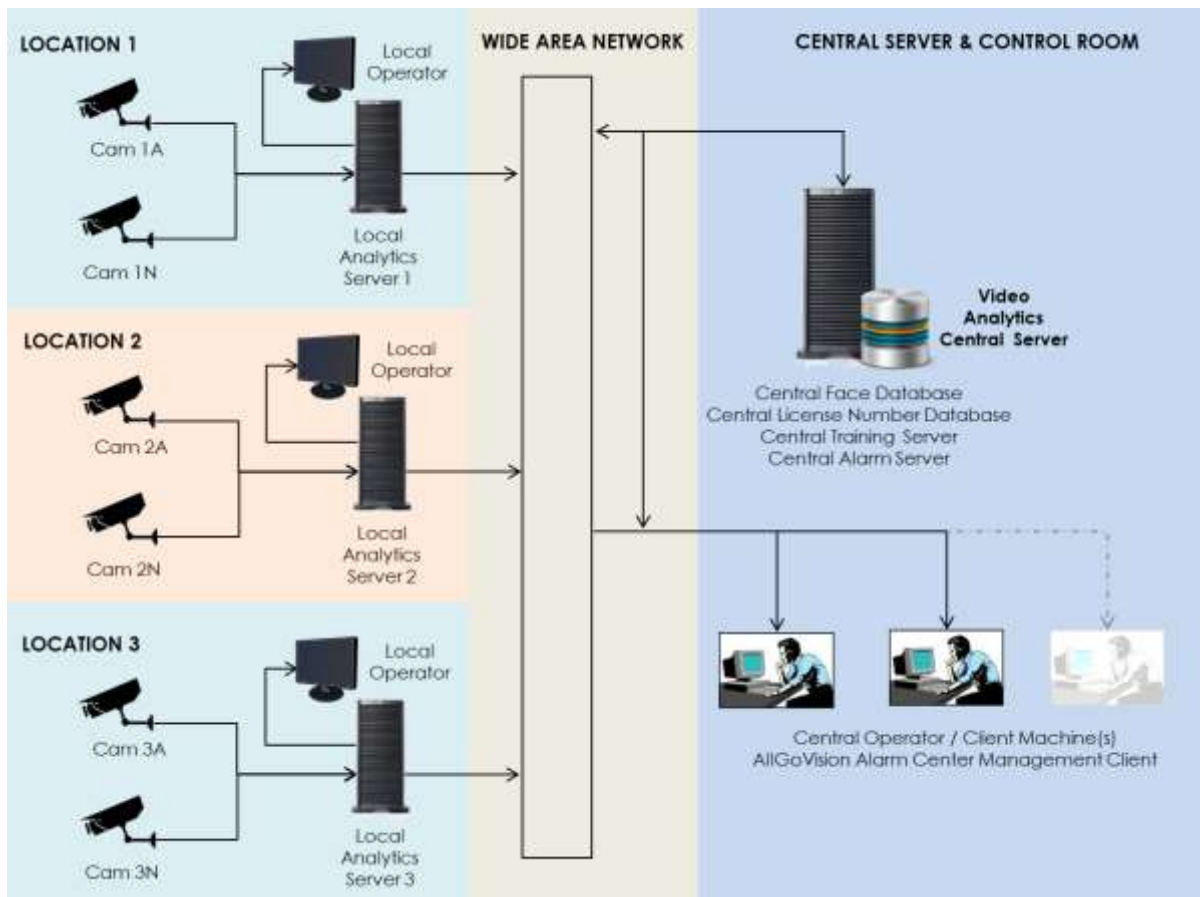 LOCATION 1
Local
Operator
Cam 1A
Cam 1N
Local
Analytics
Server 1
LOCATION 2
Local
Operator
Cam 2A
Cam 2N
Local
Analytics
Server 2
LOCATION 3
Local
Operator
Cam 3A
Cam 3N
Local
Analytics
Server 3
WIDE AREA NETWORK
CENTRAL SERVER & CONTROL ROOM
Video
Analytics
Central Server
Central Face Database
Central License Number Database
Central Training Server
Central Alarm Server
Central Operator / Client Machine(s)
AllGoVision Alarm Center Management Client